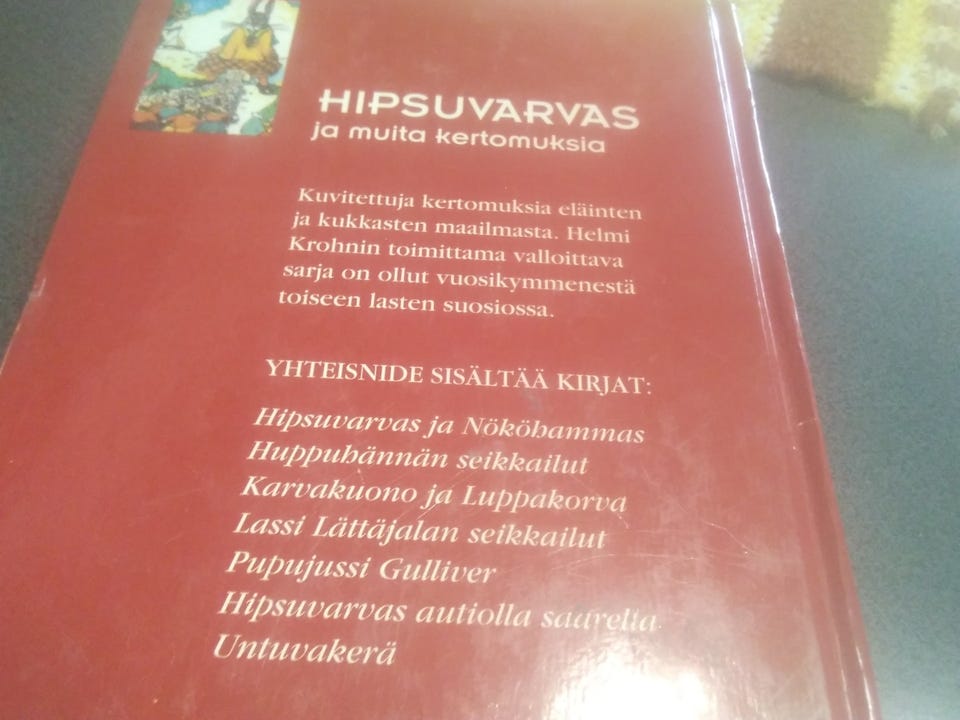 HIPSUVARVAS
ja muita kertomuksia
Kuvitettuja kertomuksia eläinten
ja kukkasten maailmasta. Helmi
Krohnin toimittama valloittava
sarja on ollut vuosikymmenestä
toiseen lasten suosiossa.
YHTEISNIDE SISÄLTÄÄ KIRJAT:
Hipsuvarvas ja Nököhammas
Huppuhännän seikkailut
Karvakuono ja Luppakorva
Lassi Lättäjalan seikkailut
Pupujussi Gulliver
Hipsuvarvas autiolla saarella
Untuvakerä